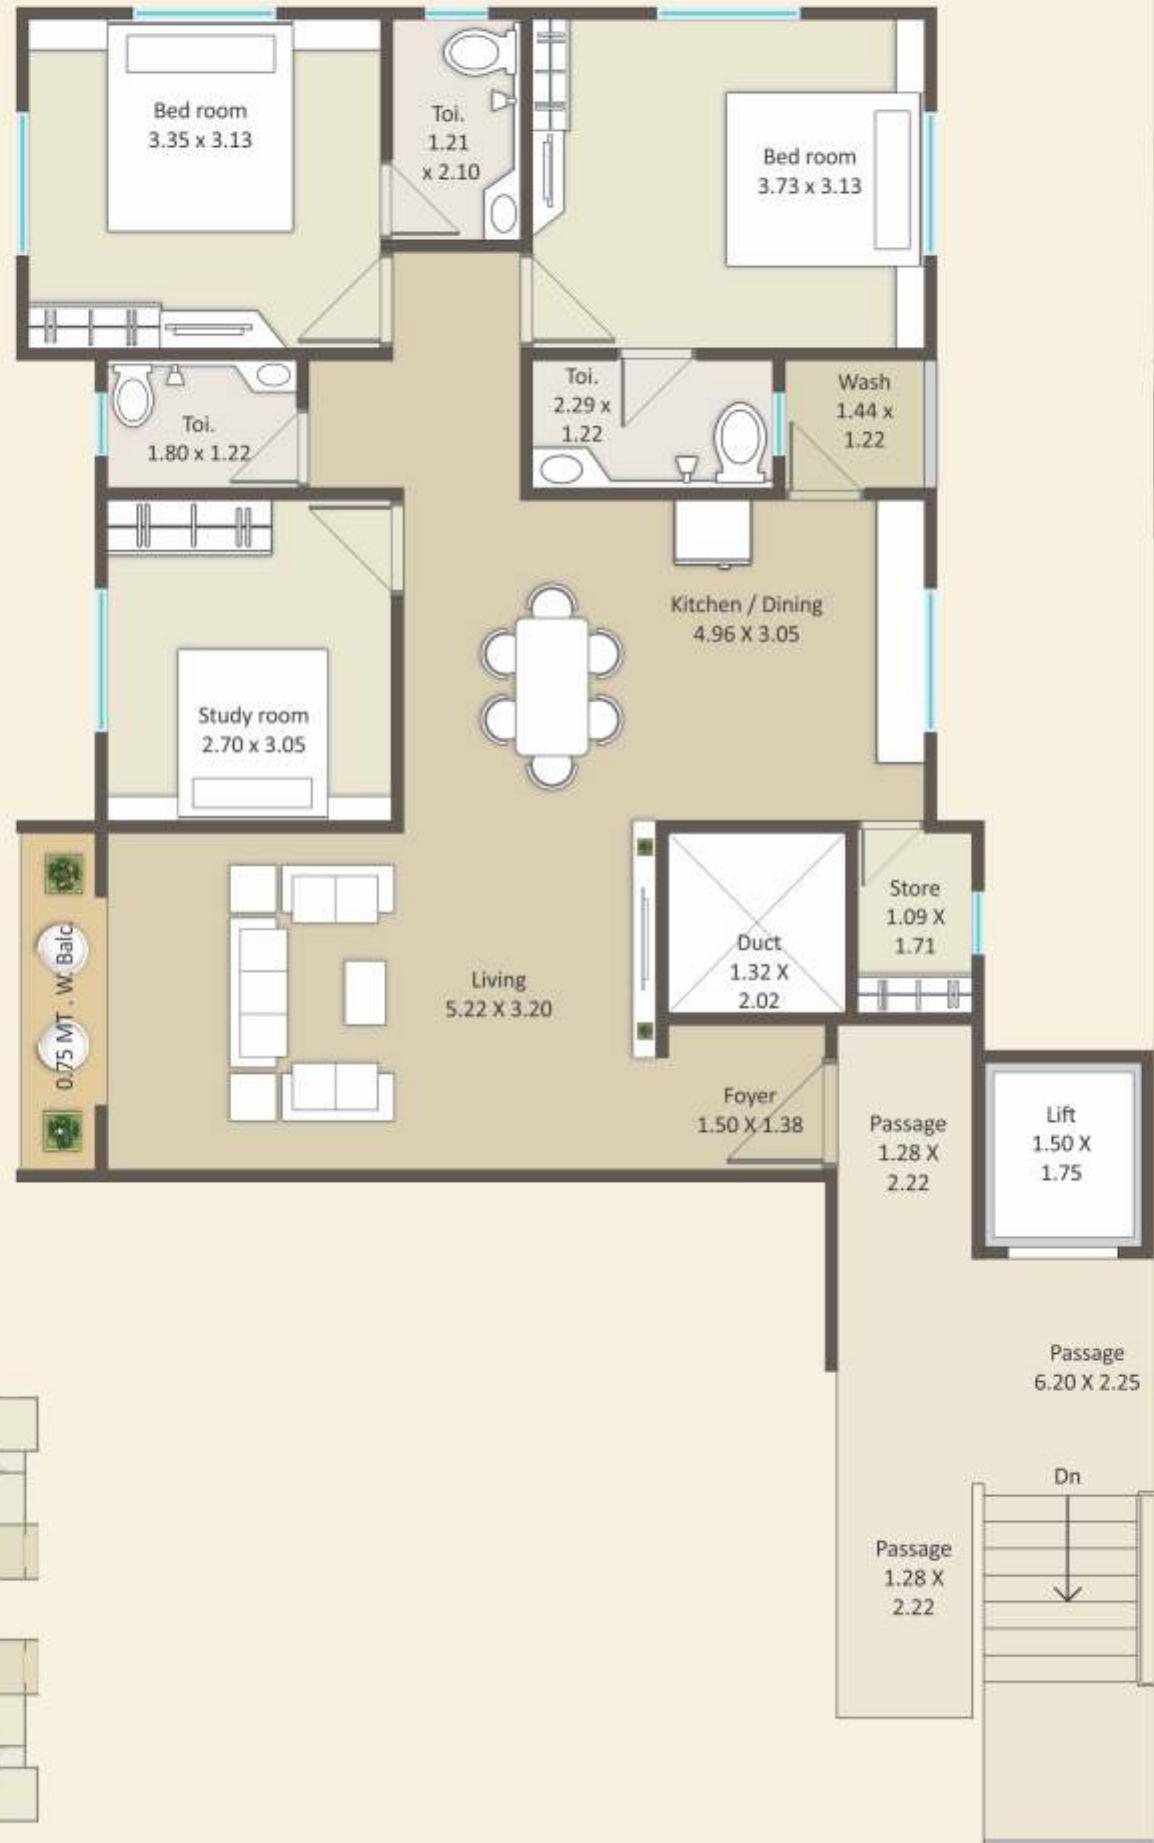 Bed room
3.35 x 3.13
Toi.
1.21
x 2.10
Bed room
3.73 x 3.13
Toi.
1.80 x 1.22
Toi.
2.29 x
1.22
Wash
1.44 x
1.22
Kitchen / Dining
4.96 X 3.05
Study room
2.70 x 3.05
0.75 MT . W. Balc.
Living
5.22 X 3.20
Duct
1.32 X
2.02
Store
1.09 X
1.71
Foyer
1.50 X 1.38
Passage
1.28 X
2.22
Lift
1.50 X
1.75
Passage
6.20 X 2.25
Dn
Passage
1.28 X
2.22